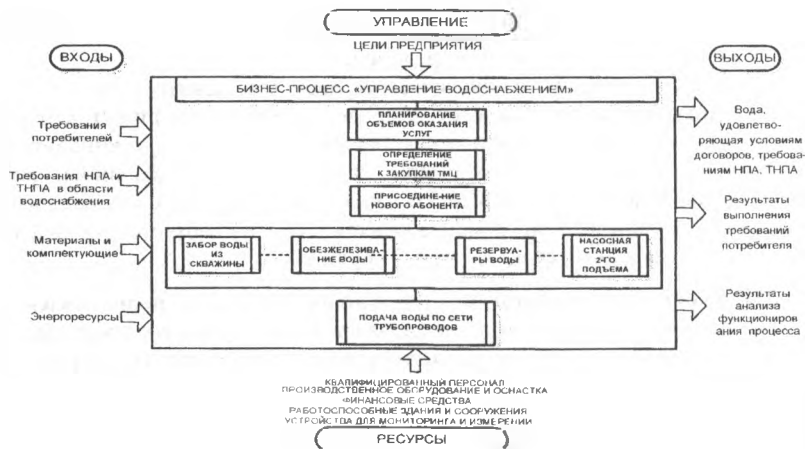 УПРАВЛЕНИЕ
ЦЕЛИ ПРЕДПРИЯТИЯ
ВХОДЫ
ВЫХОДЫ
БИЗНЕС-ПРОЦЕСС «УПРАВЛЕНИЕ ВОДОСНАБЖЕНИЕМ»
ПЛАНИРОВАНИЕ
ОБЪЕМОВ ОКАЗАНИЯ
УСЛУГ
ОПРЕДЕЛЕНИЕ
ТРЕБОВАНИЙ
К ЗАКУПКАМ ТМЦ
ПРИСОЕДИНЕ-НИЕ
НОВОГО АБОНЕНТА
Требования
потребителей
Требования НПА и
ТНПА в области
водоснабжения
Материалы и
комплектующие
Энергоресурсы
ЗАБОР ВОДЫ
ИЗ
СКВАЖИНЫ
ОБЕЗЖЕЛЕЗИВА-
НИЕ ВОДЫ
РЕЗЕРВУА-
РЫ ВОДЫ
НАСОСНАЯ
СТАНЦИЯ
2-ГО
ПОДЪЕМА
ПОДАЧА ВОДЫ ПО СЕТИ
ТРУБОПРОВОДОВ
Вода,
удовлетво-
ряющая условиям
договоров, требова-
ниям НПА, ТНПА
Результаты
выполнения
требований
потребителя
Результаты
анализа
функциониров
ания процесса
КВАЛИФИЦИРОВАННЫЙ ПЕРСОНАЛ
ПРОИЗВОДСТВЕННОЕ ОБОРУДОВАНИЕ И ОСНАСТКА
ФИНАНСОВЫЕ СРЕДСТВА
РАБОТОСПОСОБНЫЕ ЗДАНИЯ И СООРУЖЕНИЯ
УСТРОЙСТВА ДЛЯ МОНИТОРИНГА И ИЗМЕРЕНИИ
РЕСУРСЫ